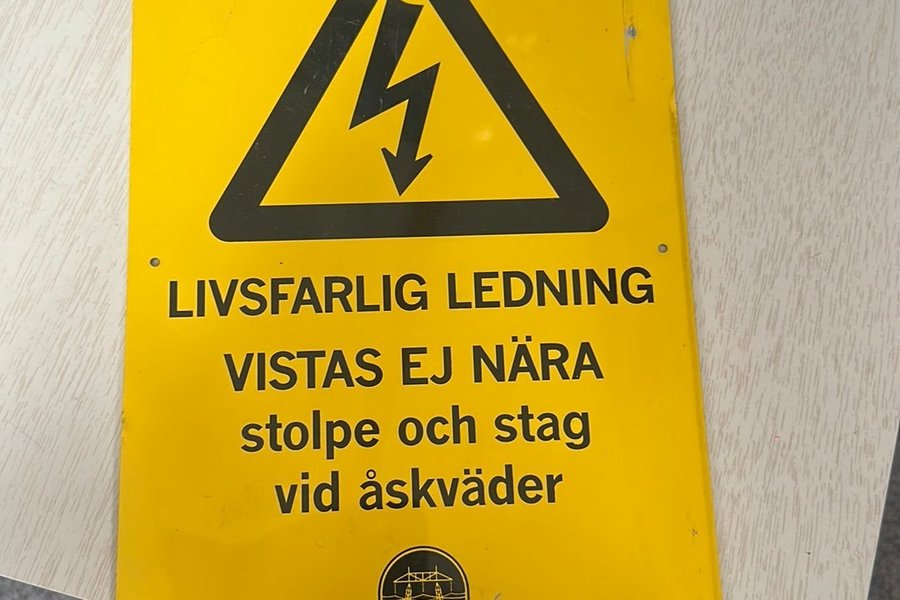 LIVSFARLIG LEDNING
VISTAS EJ NÄRA
stolpe och stag
vid åskväder